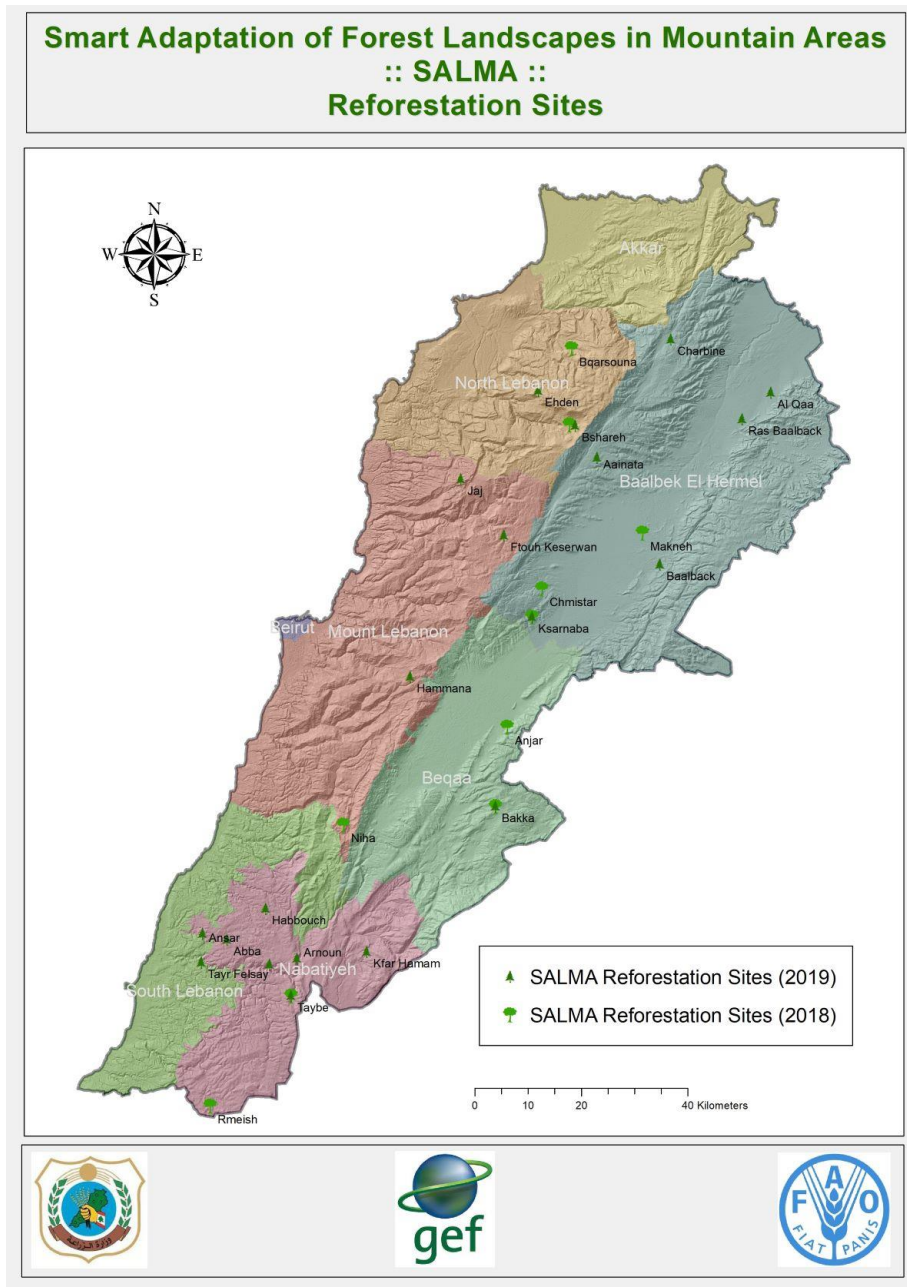 Smart Adaptation of Forest Landscapes in Mountain Areas
:: SALMA ::
Reforestation Sites
N
W
E
S
Akkar
Bqarsouna
Charbine
North Lebanon
Ehden
Al Qaa
Bshareh
Ras Baalback
Aainata
Baalbek El Hermel
Jaj
Ftouh Keserwan
Makneh
Baalback
Chmistar
Ksarnaba
Beirut
Mount Lebanon
Hammana
Anjar
Beqaa
Bakka
Niha
Habbouch
Ansar
Abba
Arnoun
Kfar Hamam
Tayr Felsay
Nabatiyeh
South Lebanon
Taybe
Rmeish
SALMA Reforestation Sites (2019)
SALMA Reforestation Sites (2018)
0 10 20 40 Kilometers
وزارة الزراعة
gef
F A O
FIAT PANIS